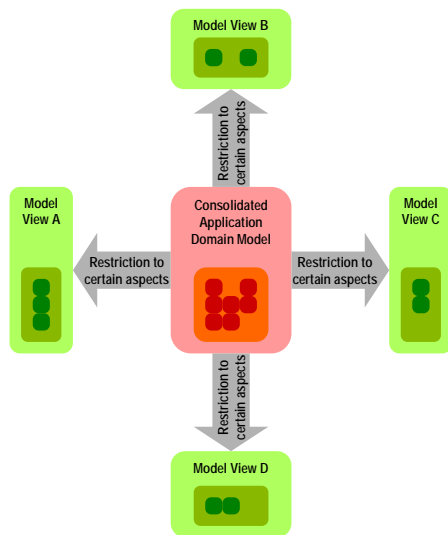 Model View B
Restriction to
certain aspects
Model
View A
Consolidated
Application
Domain Model
Model
View C
Restriction to
certain aspects
Restriction to
certain aspects
Restriction to
certain aspects
Model View D